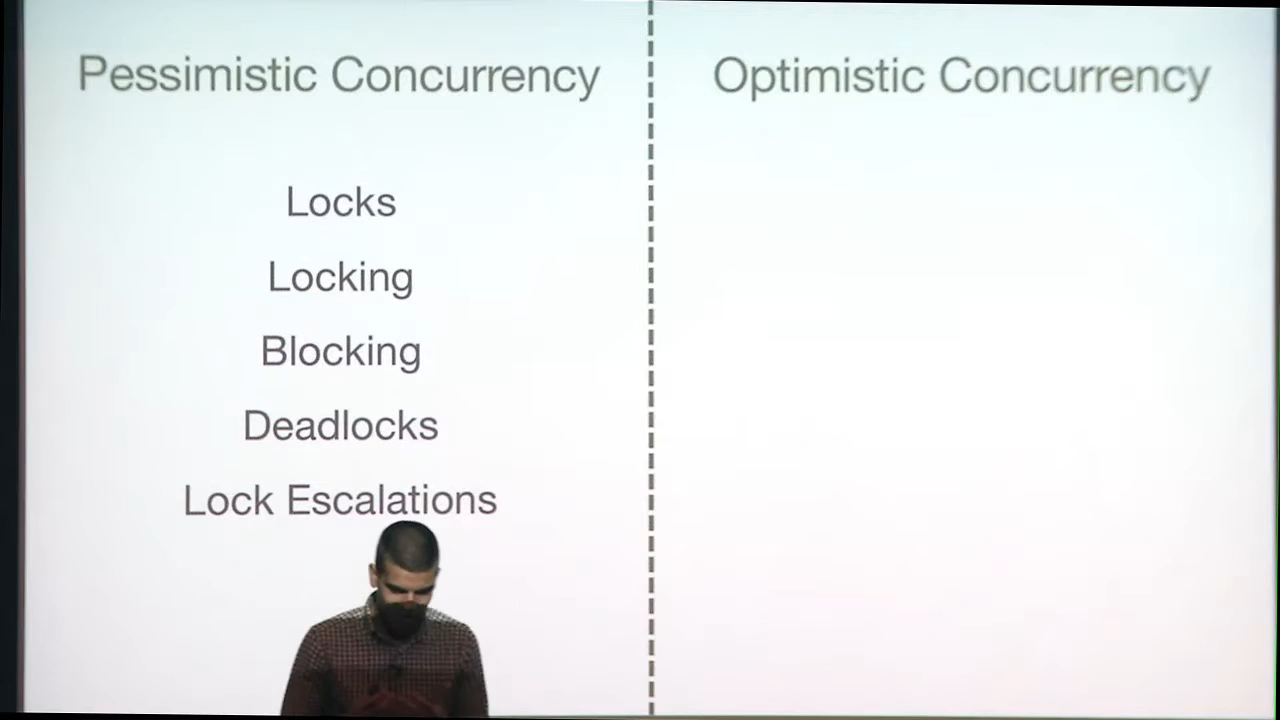 Pessimistic Concurrency
Locks
Locking
Blocking
Deadlocks
Lock Escalations
Optimistic Concurrency